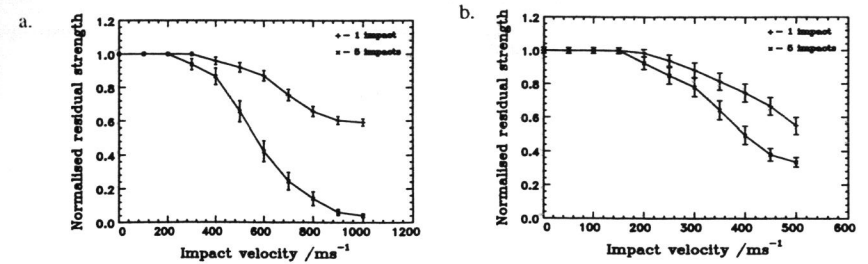 a.
Normalised residual strength
1.2
1.0
0.8
0.6
0.4
0.2
0.0
0 200 400 600 800 1000 1200
Impact velocity /ms⁻¹
+ - 1 impact
× - 5 impacts
b.
Normalised residual strength
1.2
1.0
0.8
0.6
0.4
0.2
0.0
0 100 200 300 400 500 600
Impact velocity /ms⁻¹
+ - 1 impact
× - 5 impacts